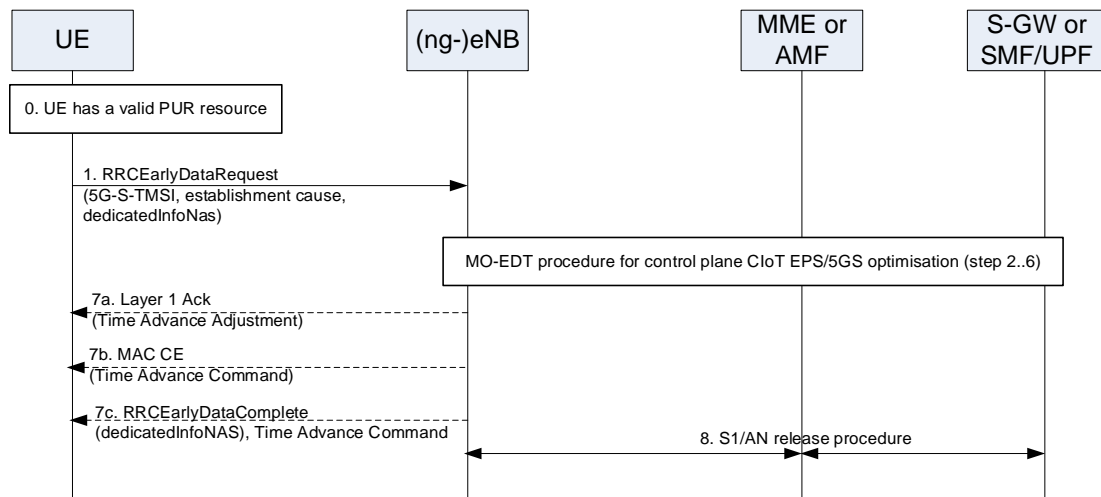 UE
(ng-)eNB
MME or
AMF
S-GW or
SMF/UPF
0. UE has a valid PUR resource
1. RRCEarlyDataRequest
(5G-S-TMSI, establishment cause,
dedicatedInfoNas)
MO-EDT procedure for control plane CIoT EPS/5GS optimisation (step 2..6)
7a. Layer 1 Ack
(Time Advance Adjustment)
7b. MAC CE
(Time Advance Command)
7c. RRCEarlyDataComplete
(dedicatedInfoNAS), Time Advance Command
8. S1/AN release procedure